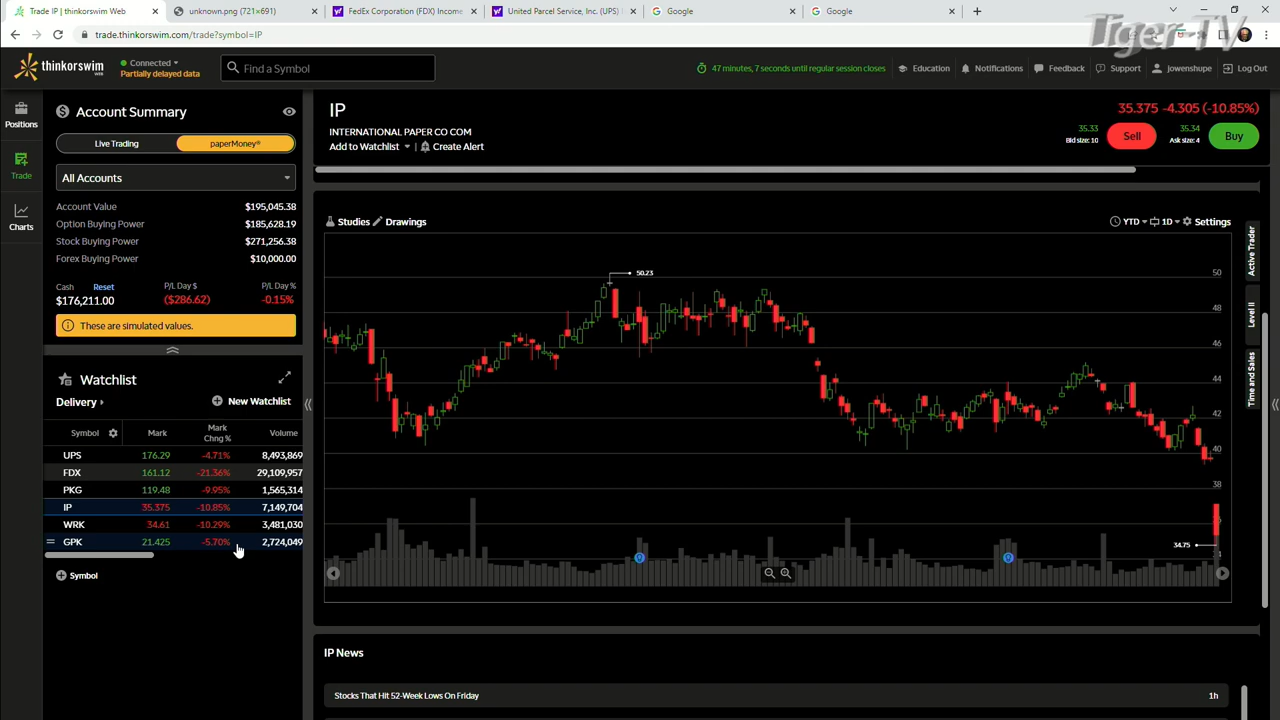 Trade IP | thinkorswim Web
unknown.png (721×691)
FedEx Corporation (FDX) Income
United Parcel Service, Inc. (UPS) I
Google
Google
trade.thinkorswim.com/trade?symbol=IP
Tiger-TV
thinkorswim WEB
Connected
Partially delayed data
Find a Symbol
47 minutes, 7 seconds until regular session closes
Education
Notifications
Feedback
Support
jowenshupe
Log Out
Positions
Trade
Charts
Account Summary
Live Trading
paperMoney®
All Accounts
Account Value $195,045.38
Option Buying Power $185,628.19
Stock Buying Power $271,256.38
Forex Buying Power $10,000.00
Cash Reset P/L Day $ P/L Day %
$176,211.00 ($286.62) -0.15%
These are simulated values.
Watchlist
Delivery
New Watchlist
Symbol Mark Mark Chng % Volume
UPS 176.29 -4.71% 8,493,869
FDX 161.12 -21.36% 29,109,957
PKG 119.48 -9.95% 1,565,314
IP 35.375 -10.85% 7,149,704
WRK 34.61 -10.29% 3,481,030
GPK 21.425 -5.70% 2,724,049
Symbol
IP
INTERNATIONAL PAPER CO COM
Add to Watchlist | Create Alert
35.375 -4.305 (-10.85%)
35.33
Bid size: 10
Sell
35.34
Ask size: 4
Buy
Studies Drawings
YTD 1D Settings
50.23
50
48
46
44
42
40
38
34.75
Active Trader
Level II
Time and Sales
IP News
Stocks That Hit 52-Week Lows On Friday 1h